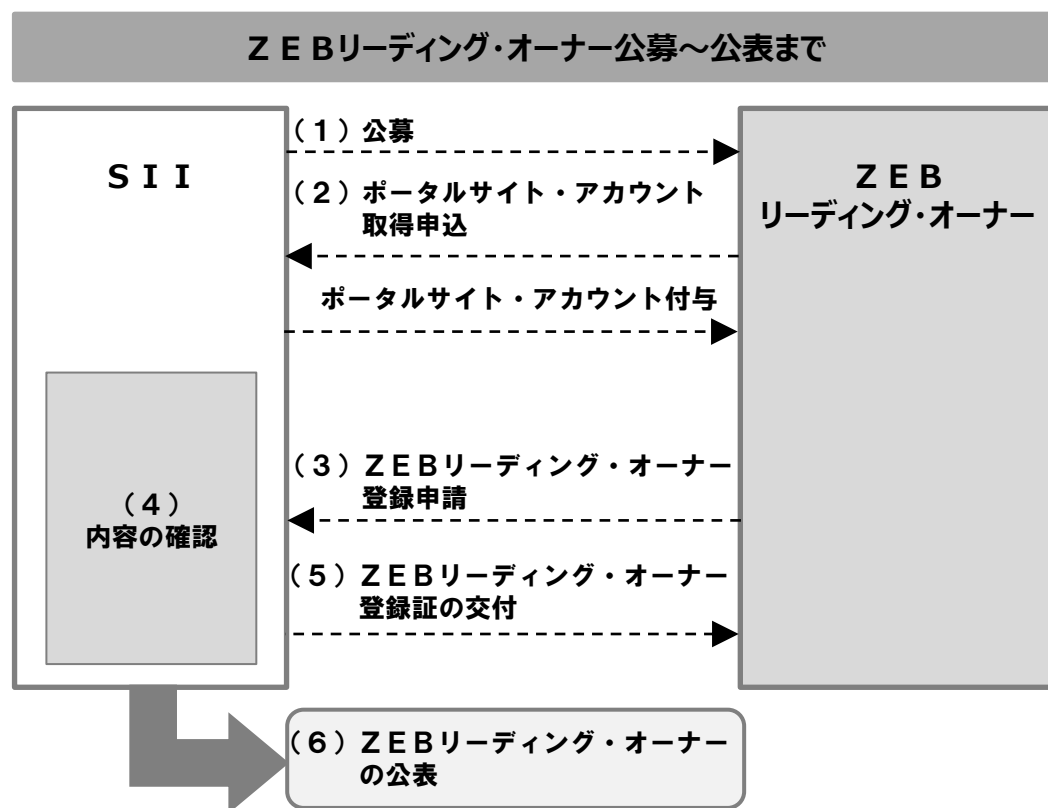 ＺＥＢリーディング･オーナー公募～公表まで
ＳＩＩ
（１）公募
（２）ポータルサイト・アカウント
取得申込
ポータルサイト・アカウント付与
ＺＥＢ
リーディング･オーナー
（３）ＺＥＢリーディング・オーナー
登録申請
（４）
内容の確認
（５）ＺＥＢリーディング・オーナー
登録証の交付
（６）ＺＥＢリーディング・オーナー
の公表